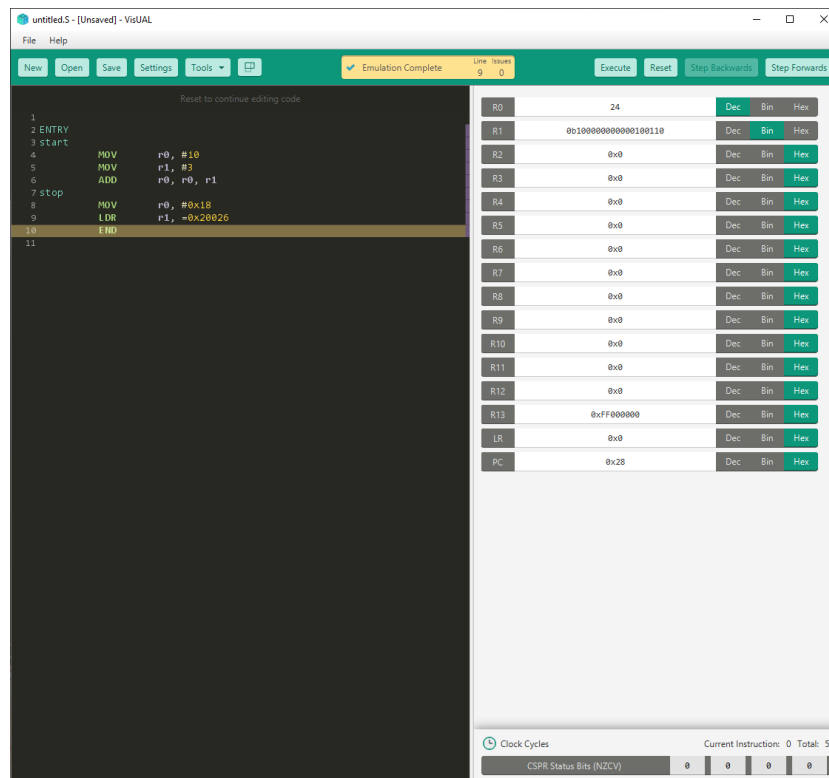 untitled.S - [Unsaved] - VisUAL
File Help
New Open Save Settings Tools Emulation Complete Line Issues 9 0 Execute Reset Step Backwards Step Forwards
Reset to continue editing code
1
2 ENTRY
3 start
4 MOV r0, #10
5 MOV r1, #3
6 ADD r0, r0, r1
7 stop
8 MOV r0, #0x18
9 LDR r1, =0x20026
10 END
11
R0 24 Dec Bin Hex
R1 0b100000000000100110 Dec Bin Hex
R2 0x0 Dec Bin Hex
R3 0x0 Dec Bin Hex
R4 0x0 Dec Bin Hex
R5 0x0 Dec Bin Hex
R6 0x0 Dec Bin Hex
R7 0x0 Dec Bin Hex
R8 0x0 Dec Bin Hex
R9 0x0 Dec Bin Hex
R10 0x0 Dec Bin Hex
R11 0x0 Dec Bin Hex
R12 0x0 Dec Bin Hex
R13 0xFF000000 Dec Bin Hex
LR 0x0 Dec Bin Hex
PC 0x28 Dec Bin Hex
Clock Cycles Current Instruction: 0 Total: 5
CSPR Status Bits (NZCV) 0 0 0 0